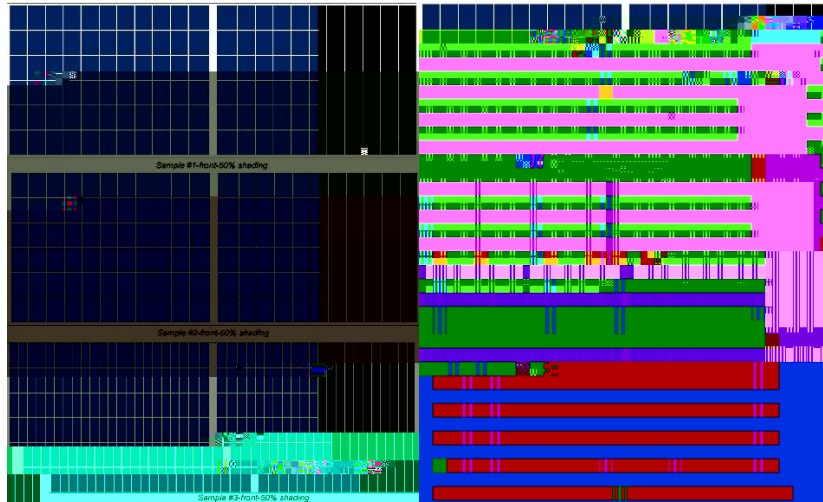 Sample #1-front-50% shading
Sample #2-front-50% shading
Sample #3-front-50% shading